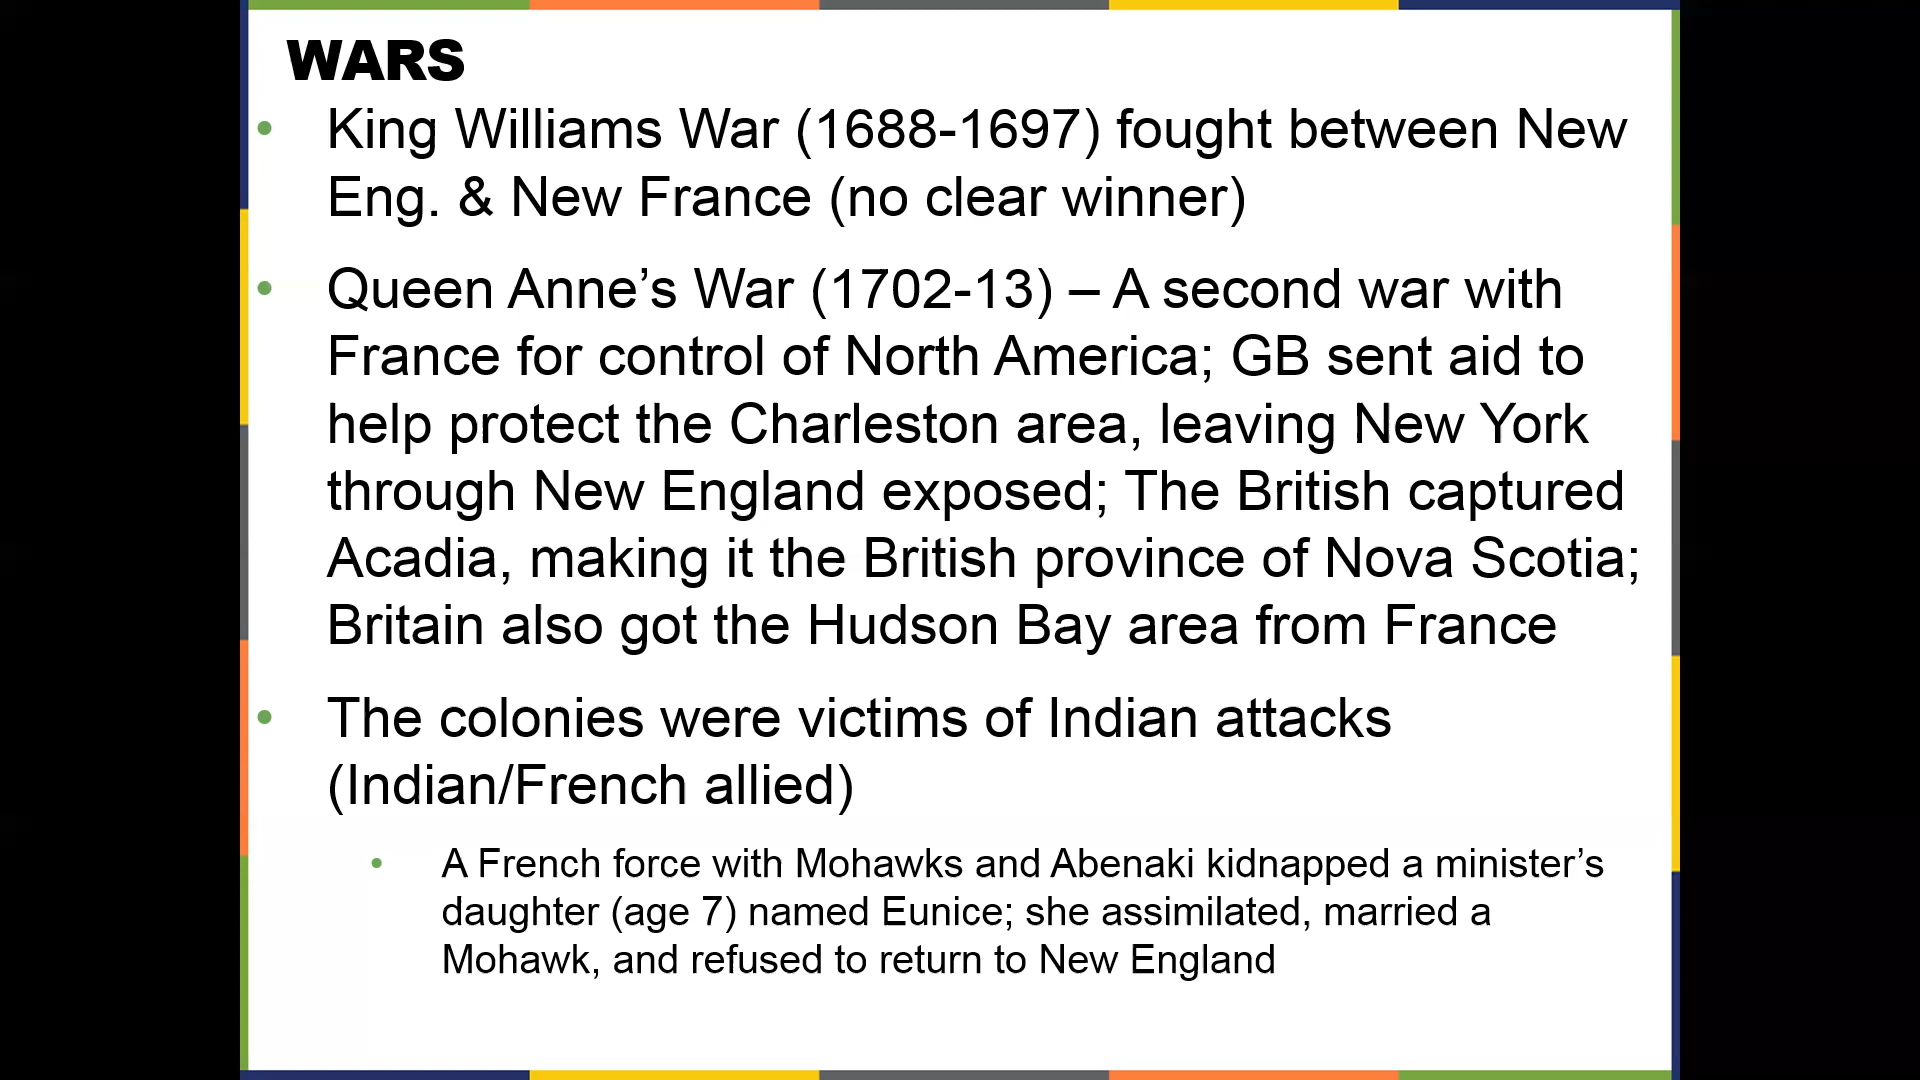 WARS
• King Williams War (1688-1697) fought between New
Eng. & New France (no clear winner)
• Queen Anne’s War (1702-13) – A second war with
France for control of North America; GB sent aid to
help protect the Charleston area, leaving New York
through New England exposed; The British captured
Acadia, making it the British province of Nova Scotia;
Britain also got the Hudson Bay area from France
• The colonies were victims of Indian attacks
(Indian/French allied)
• A French force with Mohawks and Abenaki kidnapped a minister’s
daughter (age 7) named Eunice; she assimilated, married a
Mohawk, and refused to return to New England